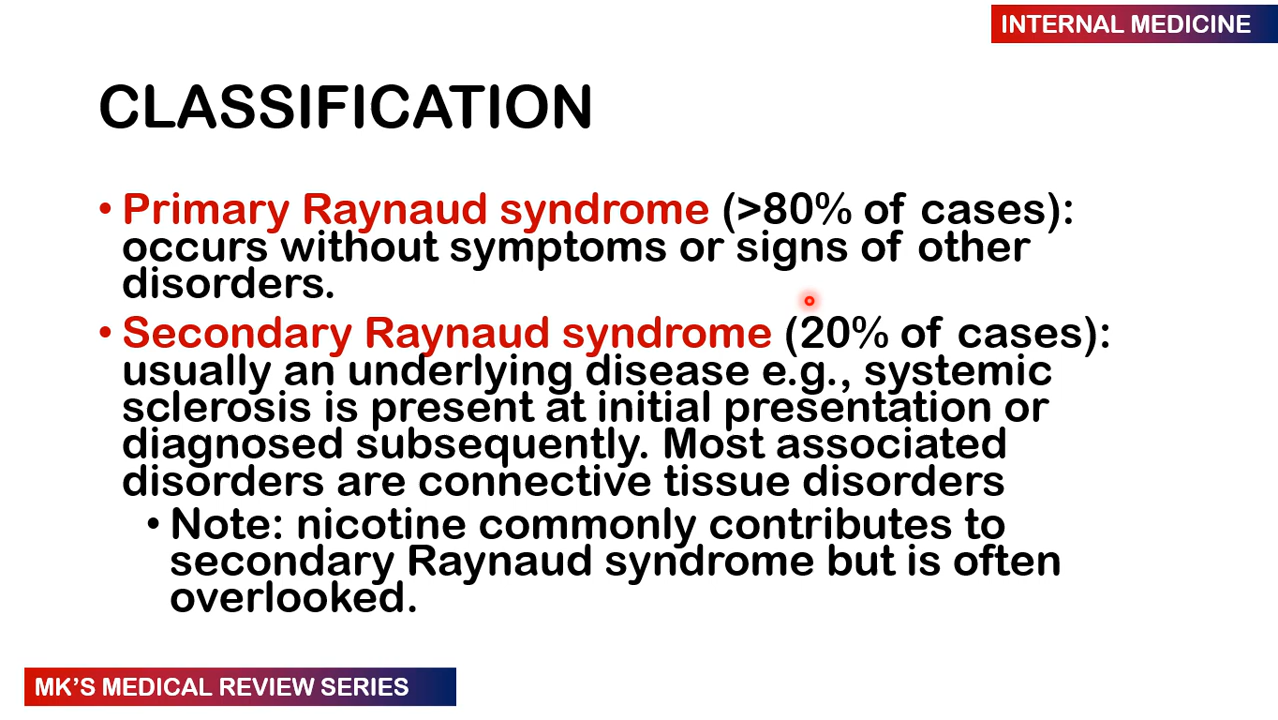 INTERNAL MEDICINE
CLASSIFICATION
• Primary Raynaud syndrome (>80% of cases):
occurs without symptoms or signs of other
disorders.
• Secondary Raynaud syndrome (20% of cases):
usually an underlying disease e.g., systemic
sclerosis is present at initial presentation or
diagnosed subsequently. Most associated
disorders are connective tissue disorders
• Note: nicotine commonly contributes to
secondary Raynaud syndrome but is often
overlooked.
MK'S MEDICAL REVIEW SERIES